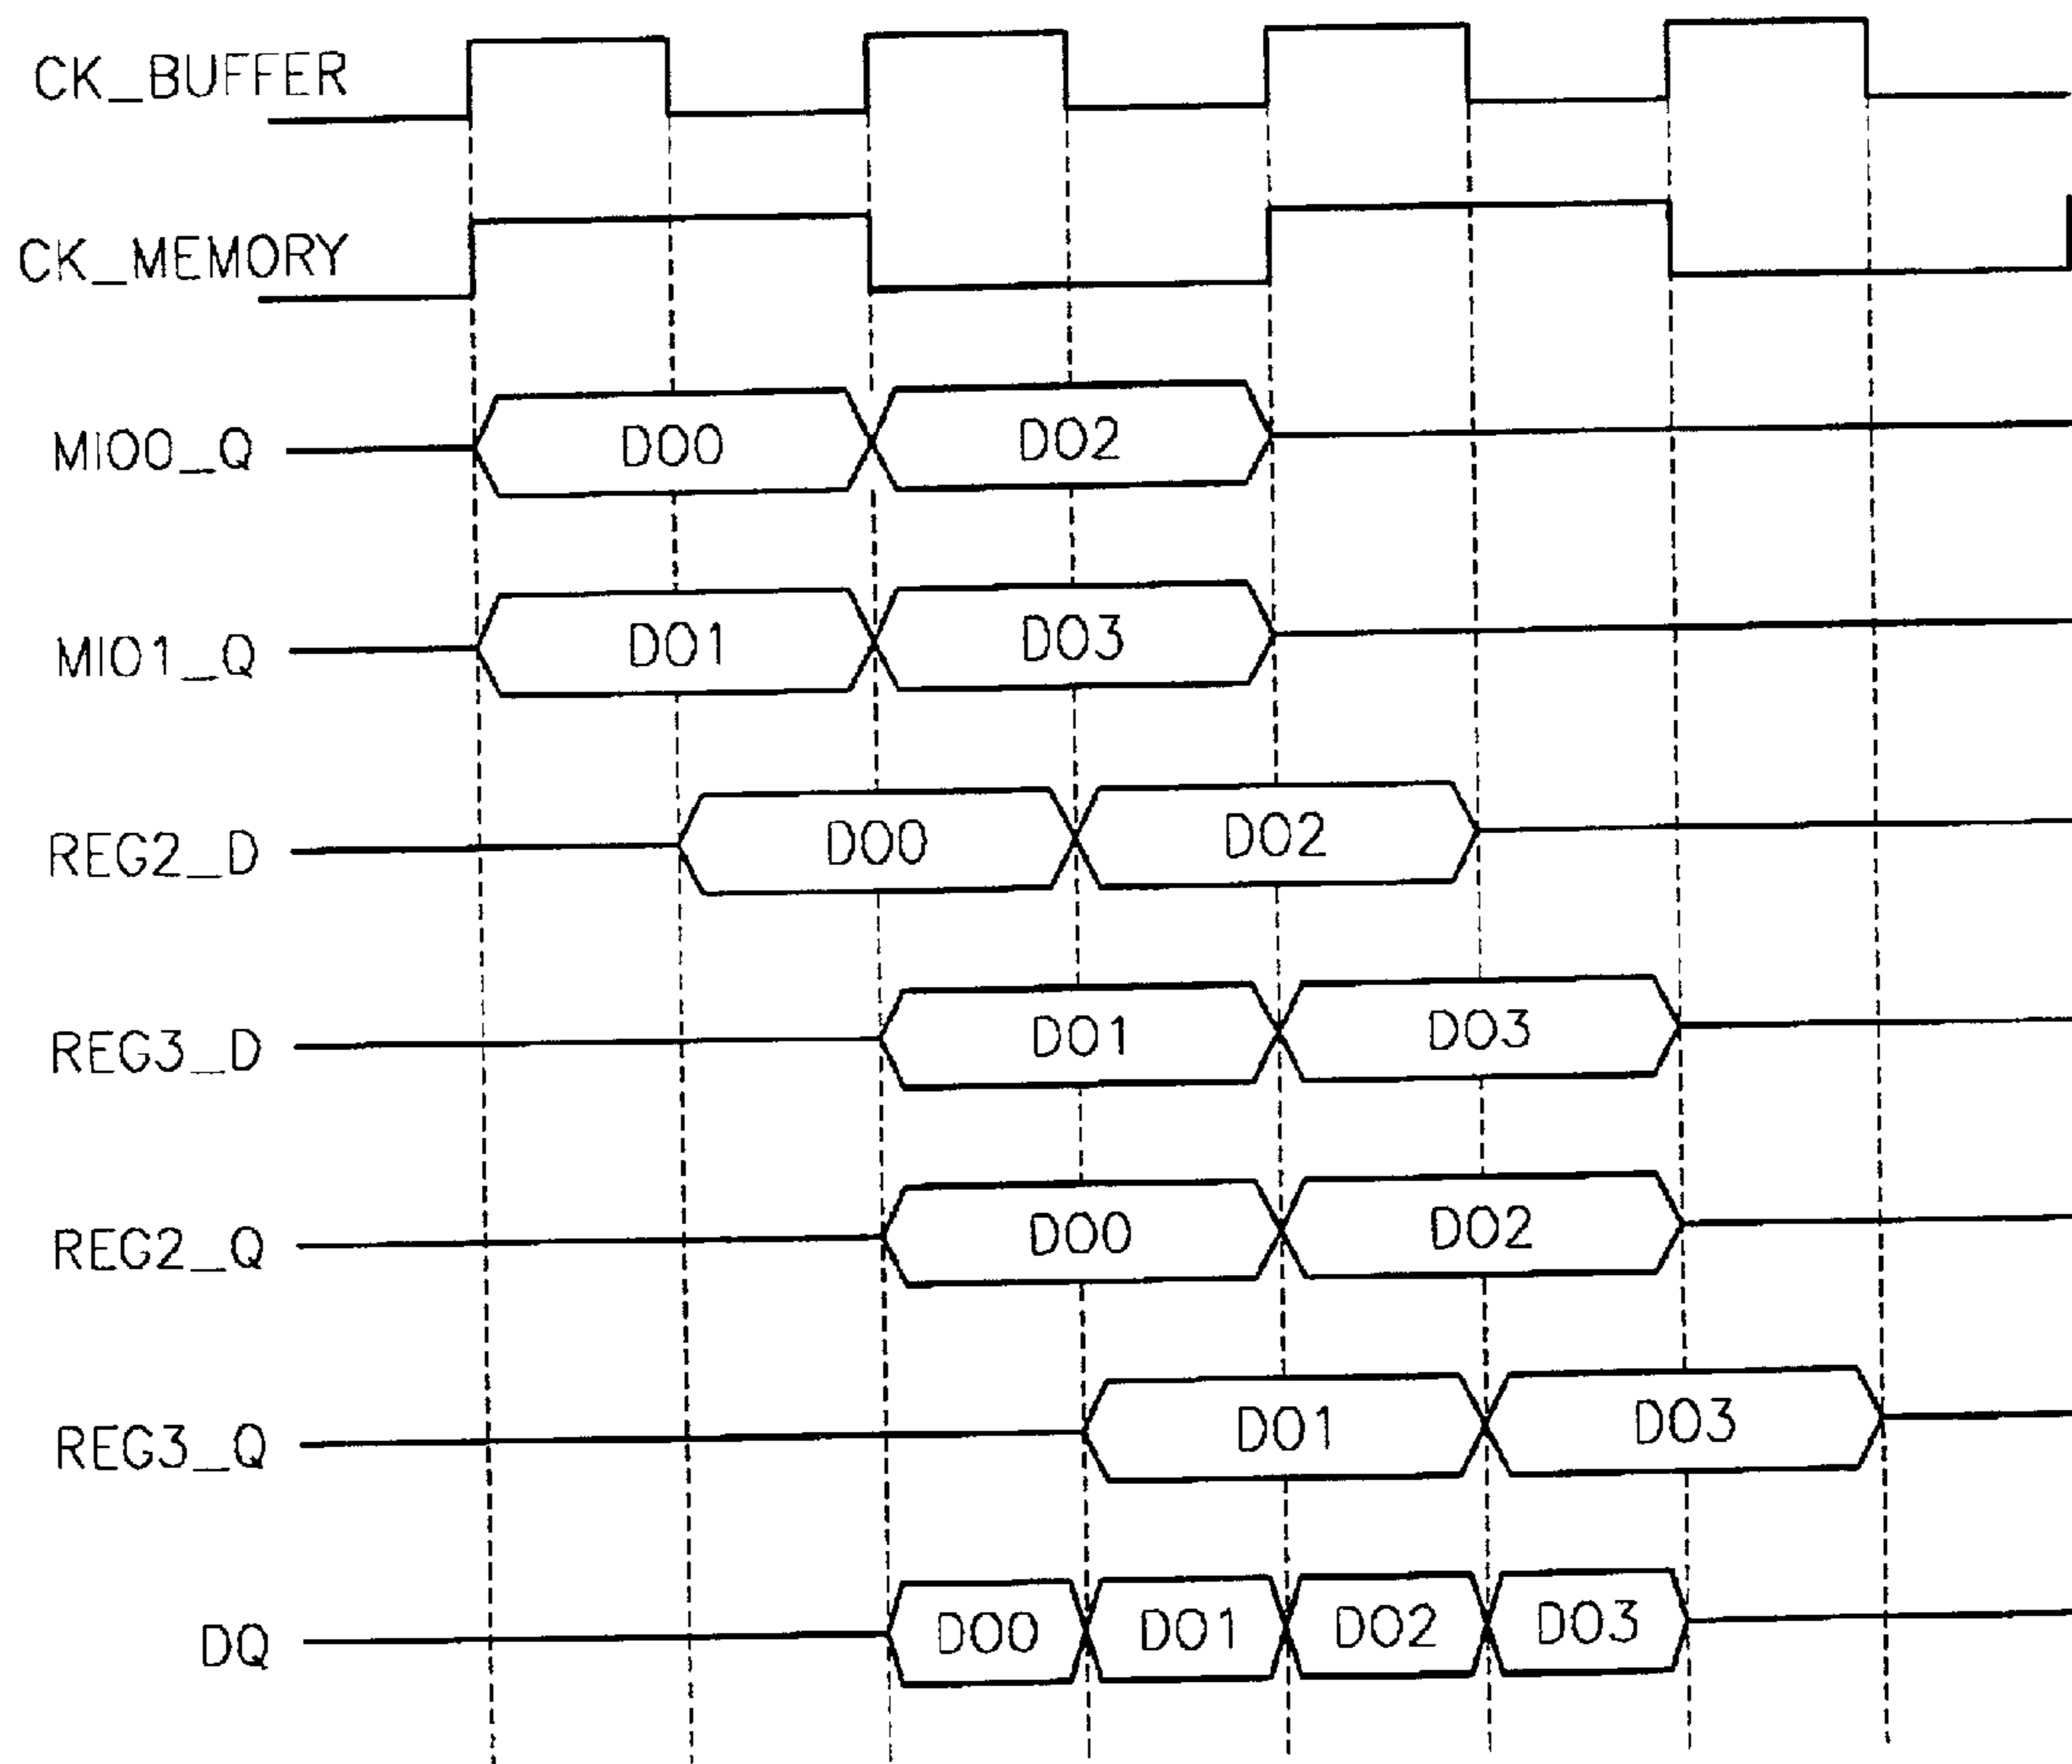 CK_BUFFER
CK_MEMORY
MIO0_Q DO0 DO2
MIO1_Q DO1 DO3
REG2_D DO0 DO2
REG3_D DO1 DO3
REG2_Q DO0 DO2
REG3_Q DO1 DO3
DQ DO0 DO1 DO2 DO3